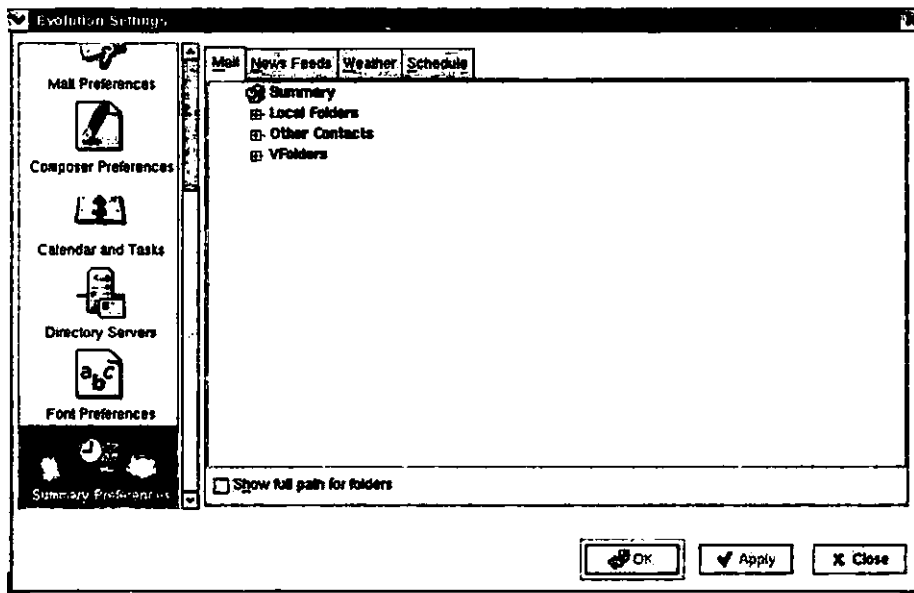 Evolution Settings
Mail Preferences
Composer Preferences
Calendar and Tasks
Directory Servers
abc
Font Preferences
Summary Preferences
Mail News Feeds Weather Schedule
Summary
Local Folders
Other Contacts
VFolders
Show full path for folders
OK Apply Close